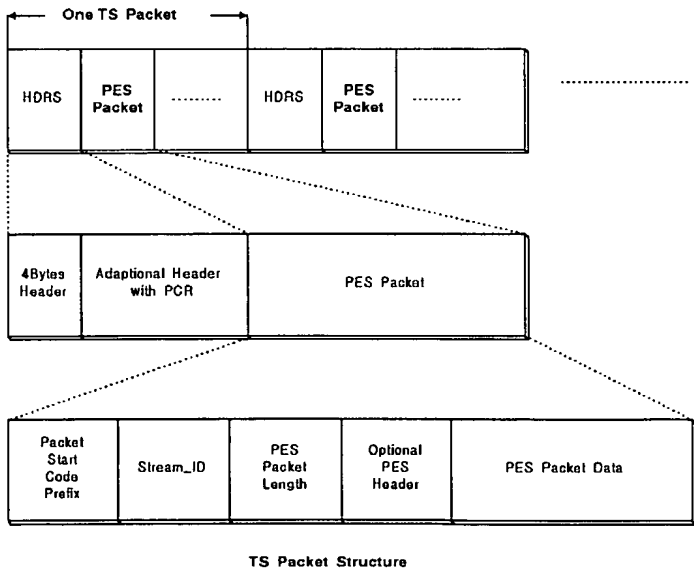 One TS Packet
HDRS
PES
Packet
.........
HDRS
PES
Packet
.........
4Bytes
Header
Adaptional Header
with PCR
PES Packet
Packet
Start
Code
Prefix
Stream_ID
PES
Packet
Length
Optional
PES
Header
PES Packet Data
TS Packet Structure